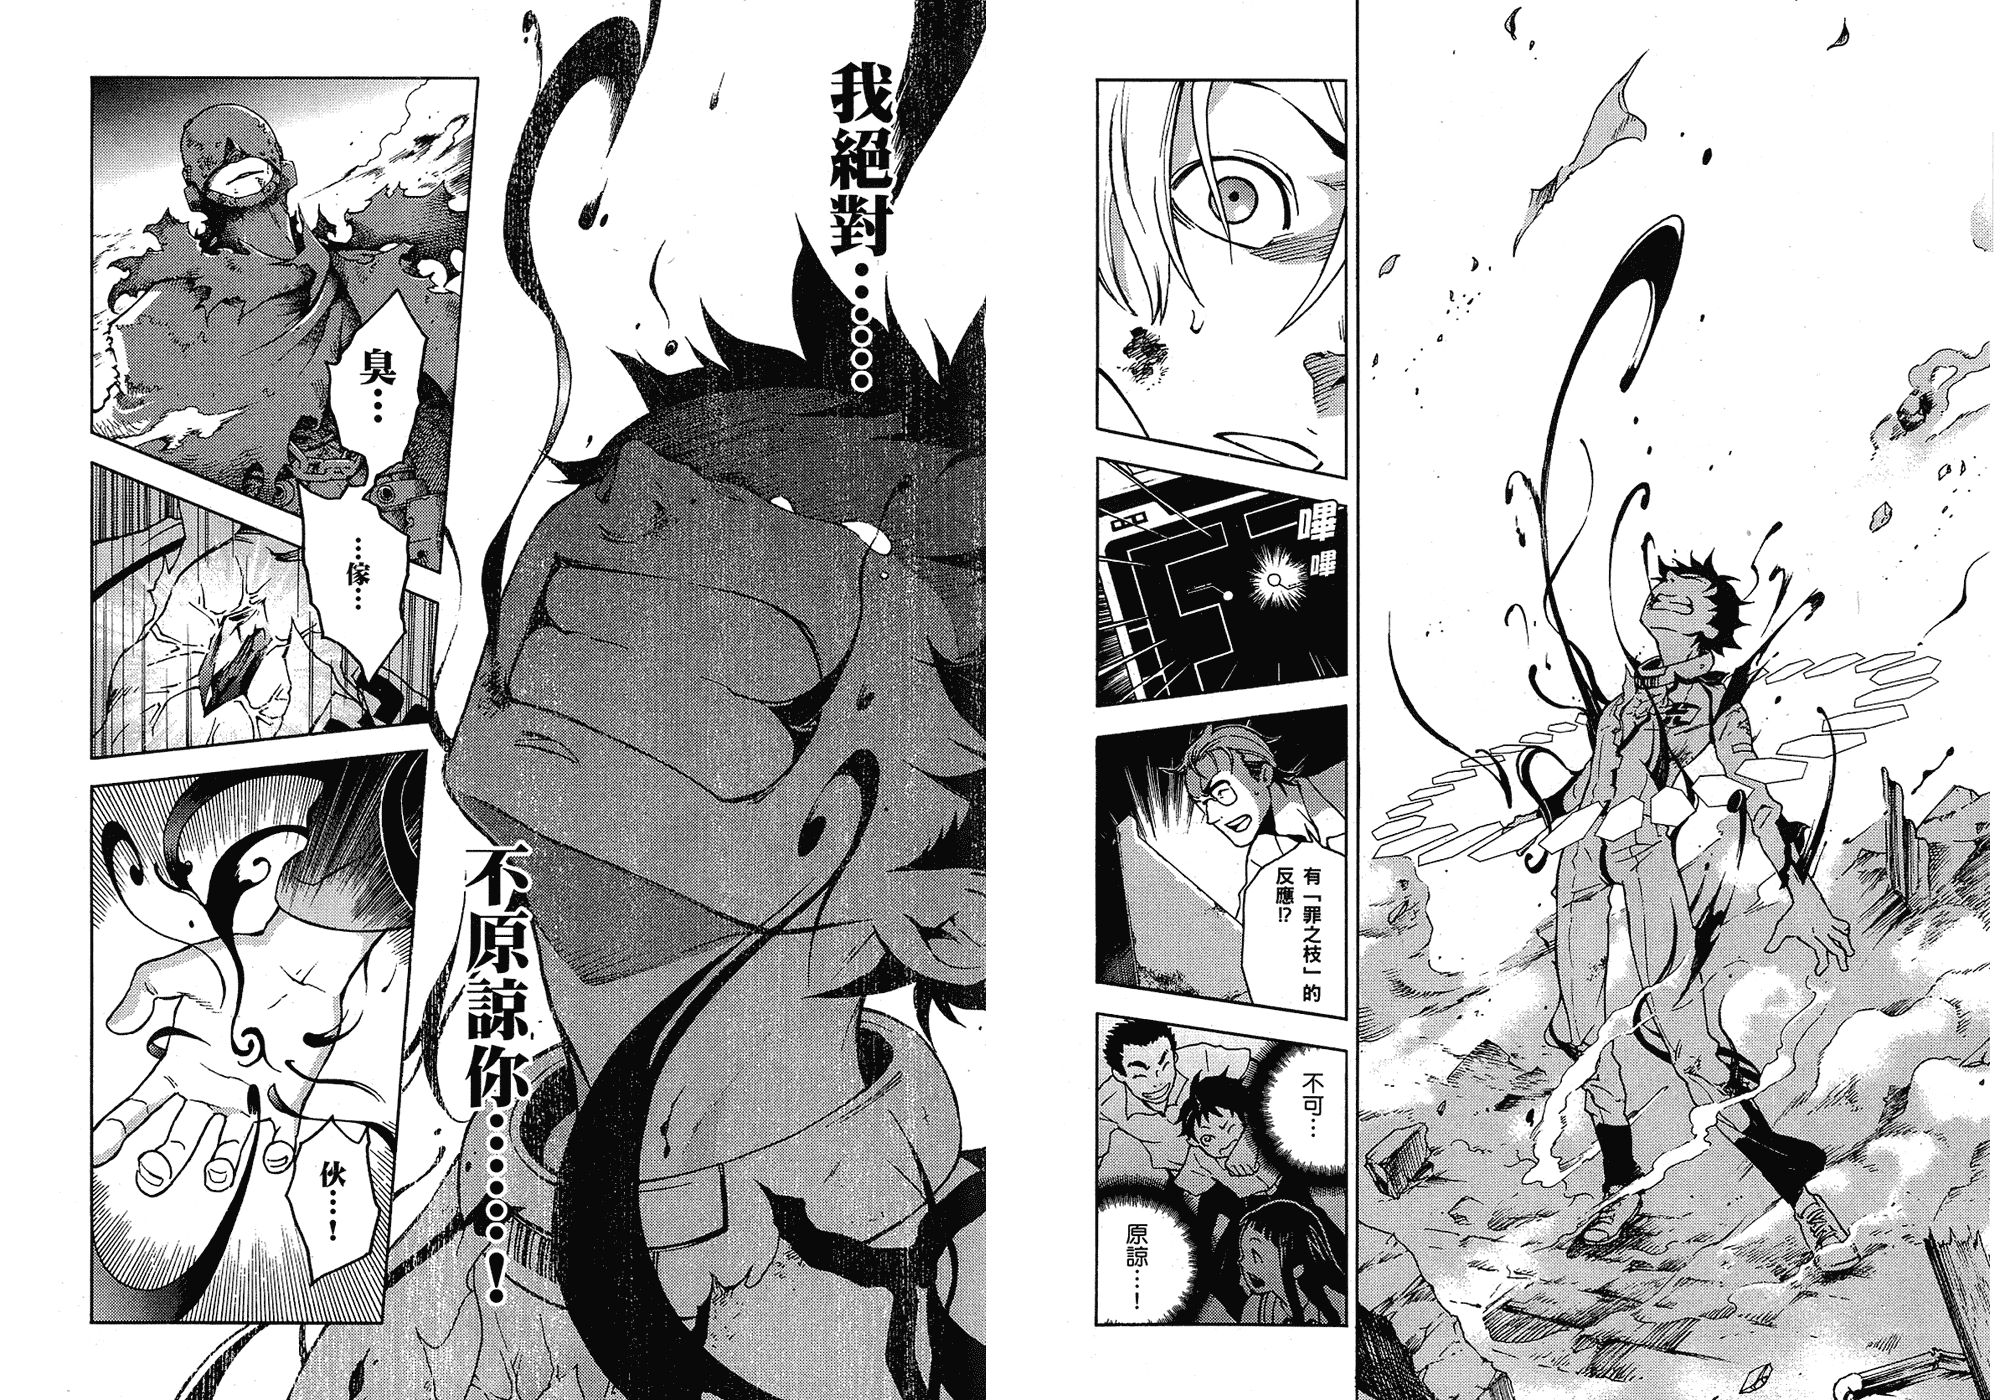 嗶
嗶
有「罪之枝」的
反應!?
不可…
原諒…!
我絕對………
不原諒你………!
臭…
…傢…
伙…!